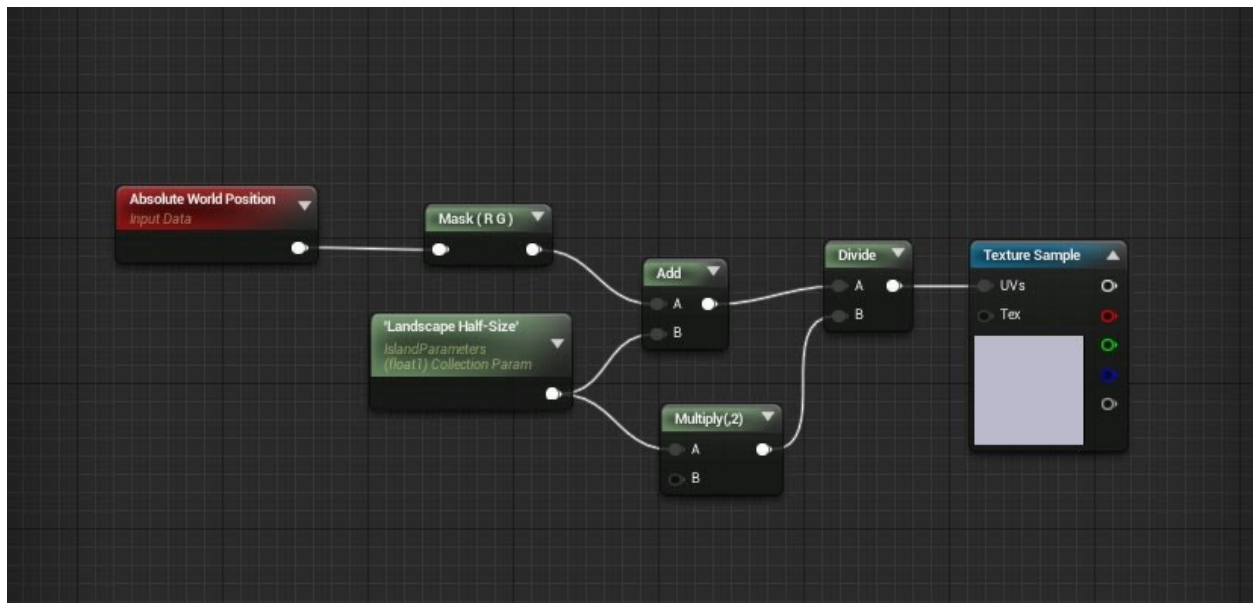 Absolute World Position
Input Data
Mask ( R G )
'Landscape Half-Size'
IslandParameters
(float1) Collection Param
Add
A
B
Multiply(,2)
A
B
Divide
A
B
Texture Sample
UVs
Tex